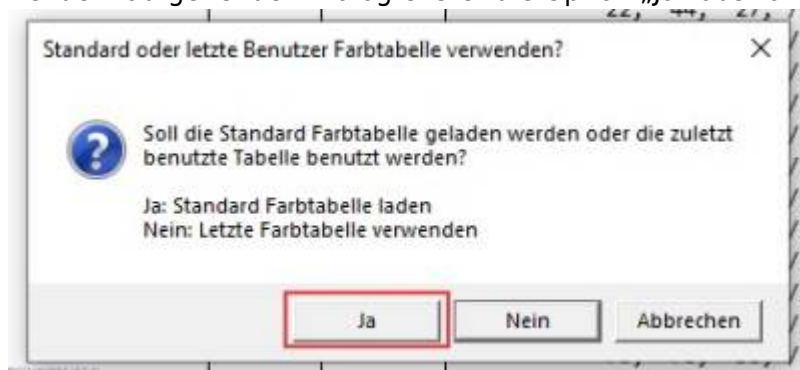 Standard oder letzte Benutzer Farbtabelle verwenden?
Soll die Standard Farbtabelle geladen werden oder die zuletzt
benutzte Tabelle benutzt werden?
Ja: Standard Farbtabelle laden
Nein: Letzte Farbtabelle verwenden
Ja Nein Abbrechen